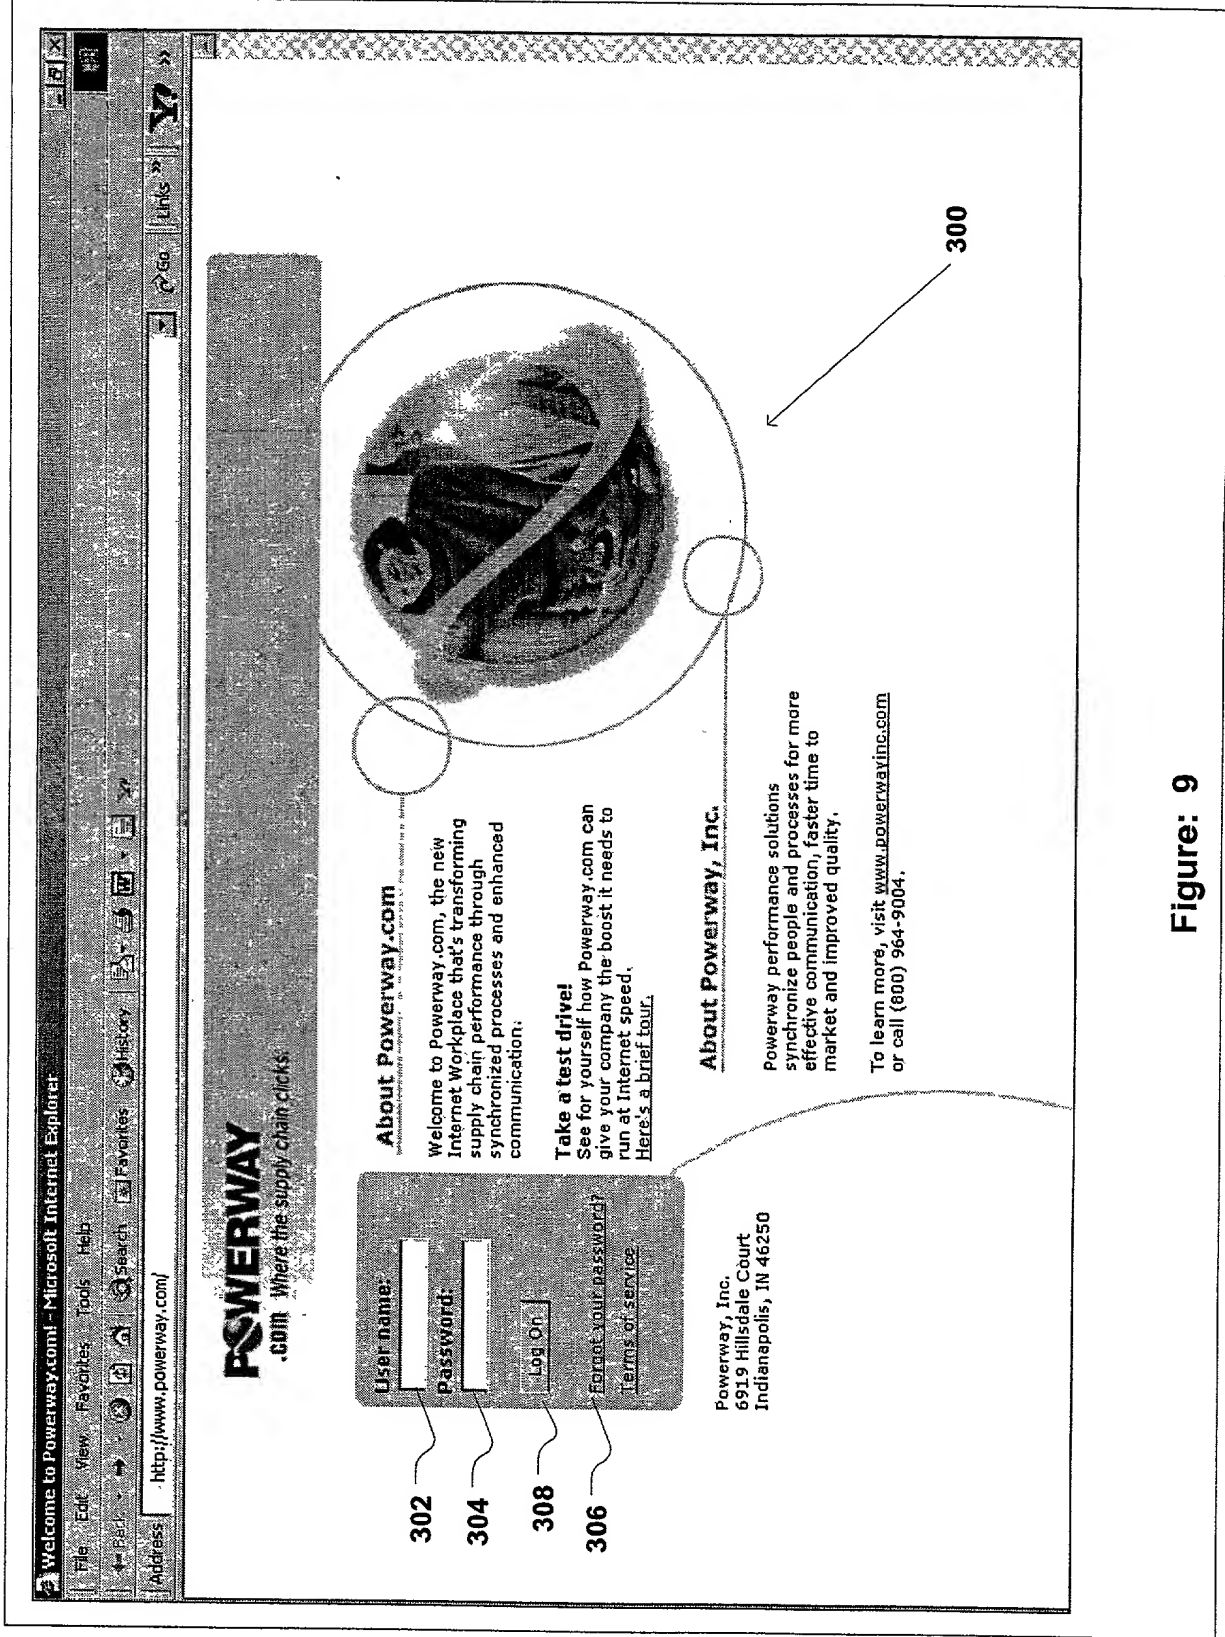 Welcome to Powerway.com! - Microsoft Internet Explorer
File Edit View Favorites Tools Help
Back Search Favorites History
Address http://www.powerway.com/ Go Links »
POWERWAY
.com Where the supply chain clicks.
User name:
Password:
Log On
Forgot your password?
Terms of service
302
304
308
306
Powerway, Inc.
6919 Hillsdale Court
Indianapolis, IN 46250
About Powerway.com
Welcome to Powerway.com, the new
Internet Workplace that's transforming
supply chain performance through
synchronized processes and enhanced
communication.
Take a test drive!
See for yourself how Powerway.com can
give your company the boost it needs to
run at Internet speed.
Here's a brief tour.
About Powerway, Inc.
Powerway performance solutions
synchronize people and processes for more
effective communication, faster time to
market and improved quality.
To learn more, visit www.powerwayinc.com
or call (800) 964-9004.
300
Figure: 9